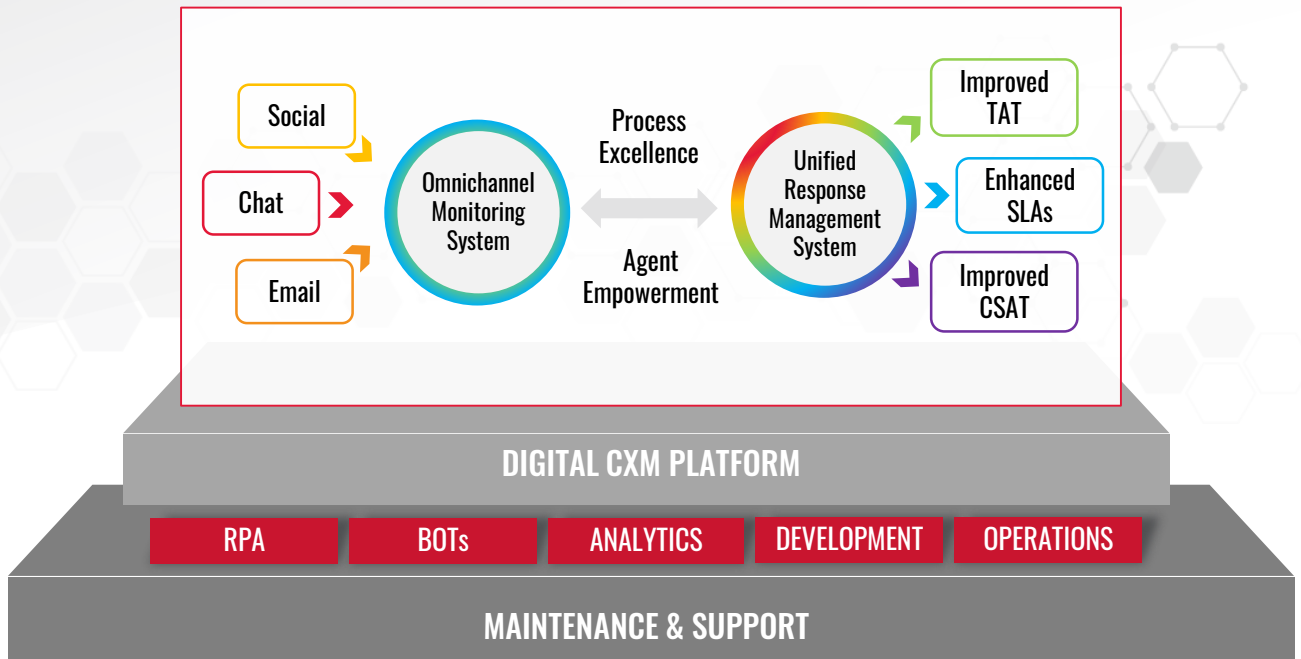 Social
Chat
Email
Omnichannel
Monitoring
System
Process
Excellence
Agent
Empowerment
Unified
Response
Management
System
Improved
TAT
Enhanced
SLAs
Improved
CSAT
DIGITAL CXM PLATFORM
RPA
BOTs
ANALYTICS
DEVELOPMENT
OPERATIONS
MAINTENANCE & SUPPORT